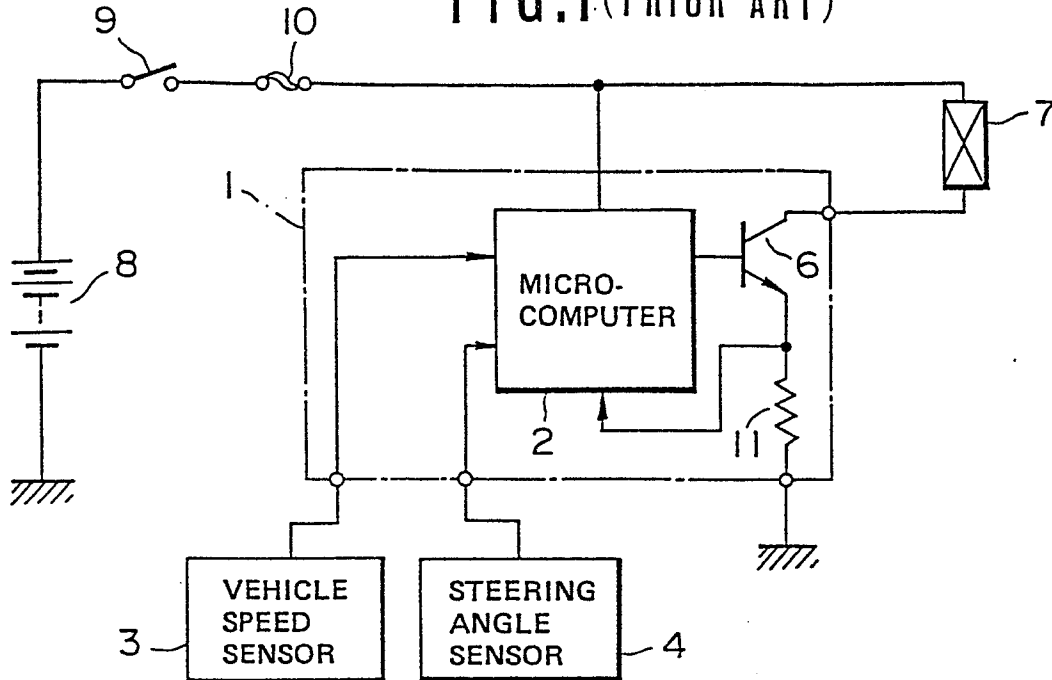 FIG.1 (PRIOR ART)
9
10
7
1
8
6
MICRO-
COMPUTER
2
11
VEHICLE
SPEED
SENSOR
3
STEERING
ANGLE
SENSOR
4